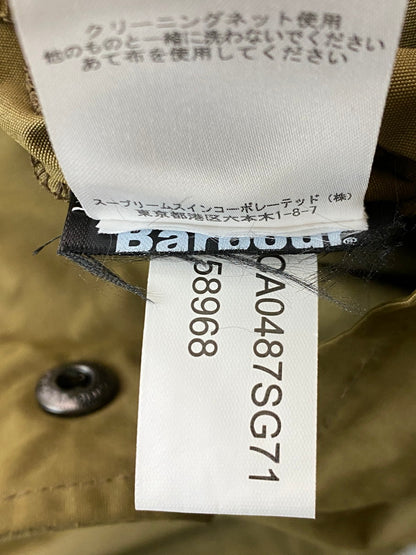 クリーニングネット使用
他のものと一緒に洗わないでください
あて布を使用してください
スープリームスインコーポレーテッド (株)
東京都港区六本木1-8-7
Barbour
OCA0487SG71
58968